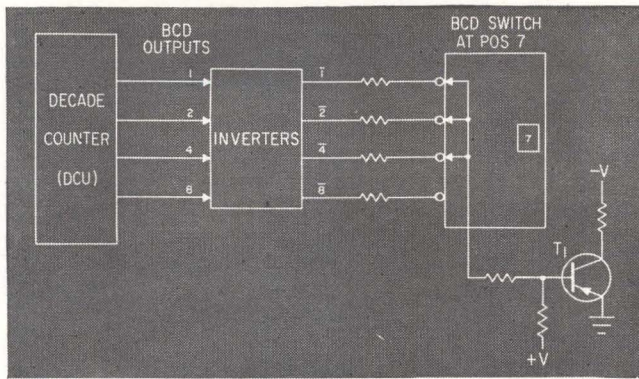 BCD
OUTPUTS
BCD SWITCH
AT POS 7
DECADE
COUNTER
(DCU)
1
2
4
8
INVERTERS
1̅
2̅
4̅
8̅
7
-V
T1
+V